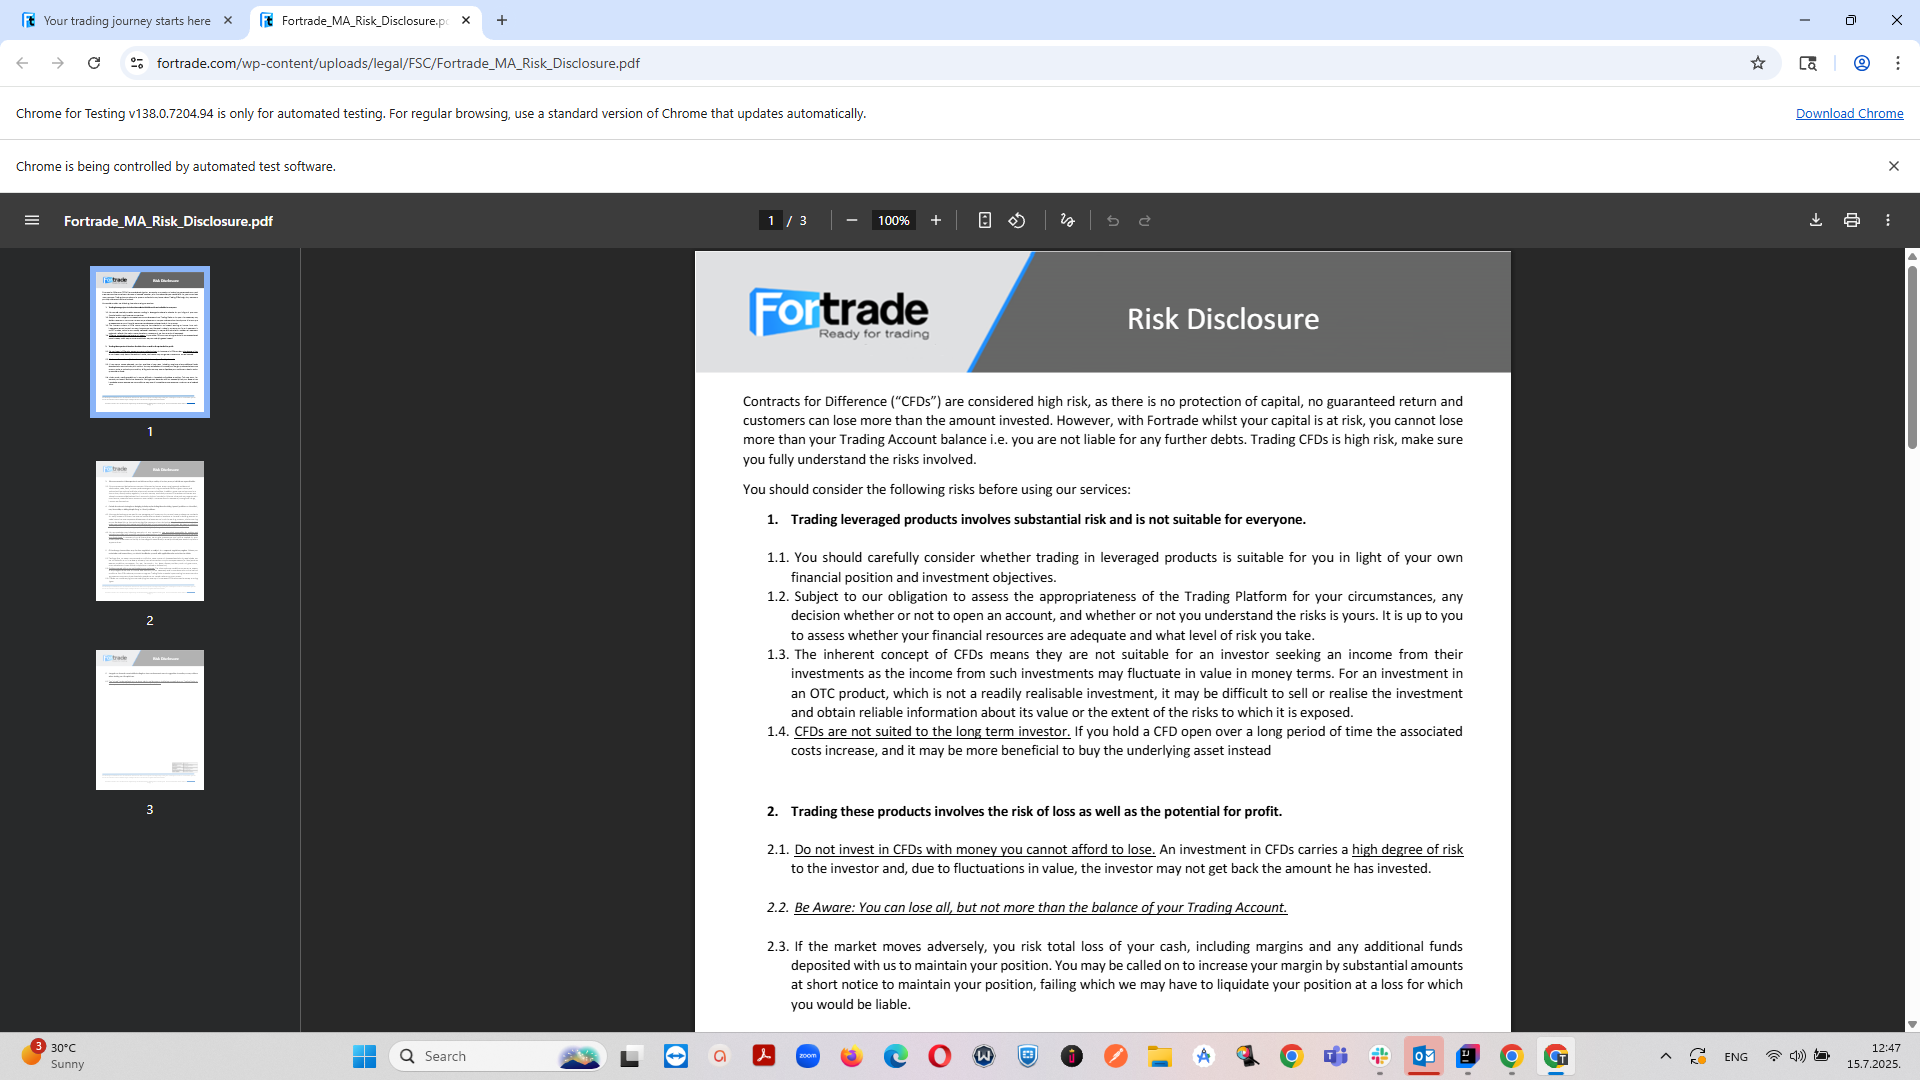 Your trading journey starts here
Fortrade_MA_Risk_Disclosure.pd
fortrade.com/wp-content/uploads/legal/FSC/Fortrade_MA_Risk_Disclosure.pdf
Chrome for Testing v138.0.7204.94 is only for automated testing. For regular browsing, use a standard version of Chrome that updates automatically.
Download Chrome
Chrome is being controlled by automated test software.
Fortrade_MA_Risk_Disclosure.pdf
1 / 3
100%
Fortrade
Ready for trading
Risk Disclosure
Contracts for Difference (“CFDs”) are considered high risk, as there is no protection of capital, no guaranteed return and
customers can lose more than the amount invested. However, with Fortrade whilst your capital is at risk, you cannot lose
more than your Trading Account balance i.e. you are not liable for any further debts. Trading CFDs is high risk, make sure
you fully understand the risks involved.
You should consider the following risks before using our services:
1. Trading leveraged products involves substantial risk and is not suitable for everyone.
1.1. You should carefully consider whether trading in leveraged products is suitable for you in light of your own
financial position and investment objectives.
1.2. Subject to our obligation to assess the appropriateness of the Trading Platform for your circumstances, any
decision whether or not to open an account, and whether or not you understand the risks is yours. It is up to you
to assess whether your financial resources are adequate and what level of risk you take.
1.3. The inherent concept of CFDs means they are not suitable for an investor seeking an income from their
investments as the income from such investments may fluctuate in value in money terms. For an investment in
an OTC product, which is not a readily realisable investment, it may be difficult to sell or realise the investment
and obtain reliable information about its value or the extent of the risks to which it is exposed.
1.4. CFDs are not suited to the long term investor. If you hold a CFD open over a long period of time the associated
costs increase, and it may be more beneficial to buy the underlying asset instead
2. Trading these products involves the risk of loss as well as the potential for profit.
2.1. Do not invest in CFDs with money you cannot afford to lose. An investment in CFDs carries a high degree of risk
to the investor and, due to fluctuations in value, the investor may not get back the amount he has invested.
2.2. Be Aware: You can lose all, but not more than the balance of your Trading Account.
2.3. If the market moves adversely, you risk total loss of your cash, including margins and any additional funds
deposited with us to maintain your position. You may be called on to increase your margin by substantial amounts
at short notice to maintain your position, failing which we may have to liquidate your position at a loss for which
you would be liable.
1
2
3
3
30°C
Sunny
Search
zoom
ENG
12:47
15.7.2025.